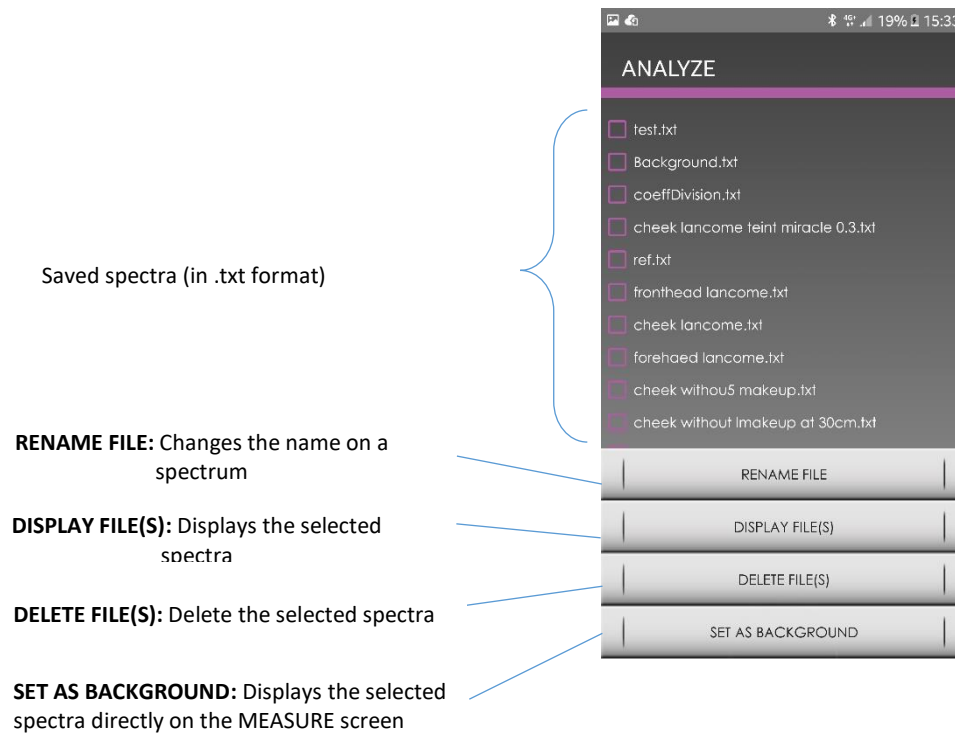 19% 15:33
ANALYZE
test.txt
Background.txt
coeffDivision.txt
cheek lancome teint miracle 0.3.txt
ref.txt
fronthead lancome.txt
cheek lancome.txt
forehaed lancome.txt
cheek withou5 makeup.txt
cheek without lmakeup at 30cm.txt
RENAME FILE
DISPLAY FILE(S)
DELETE FILE(S)
SET AS BACKGROUND
Saved spectra (in .txt format)
RENAME FILE: Changes the name on a
spectrum
DISPLAY FILE(S): Displays the selected
spectra
DELETE FILE(S): Delete the selected spectra
SET AS BACKGROUND: Displays the selected
spectra directly on the MEASURE screen